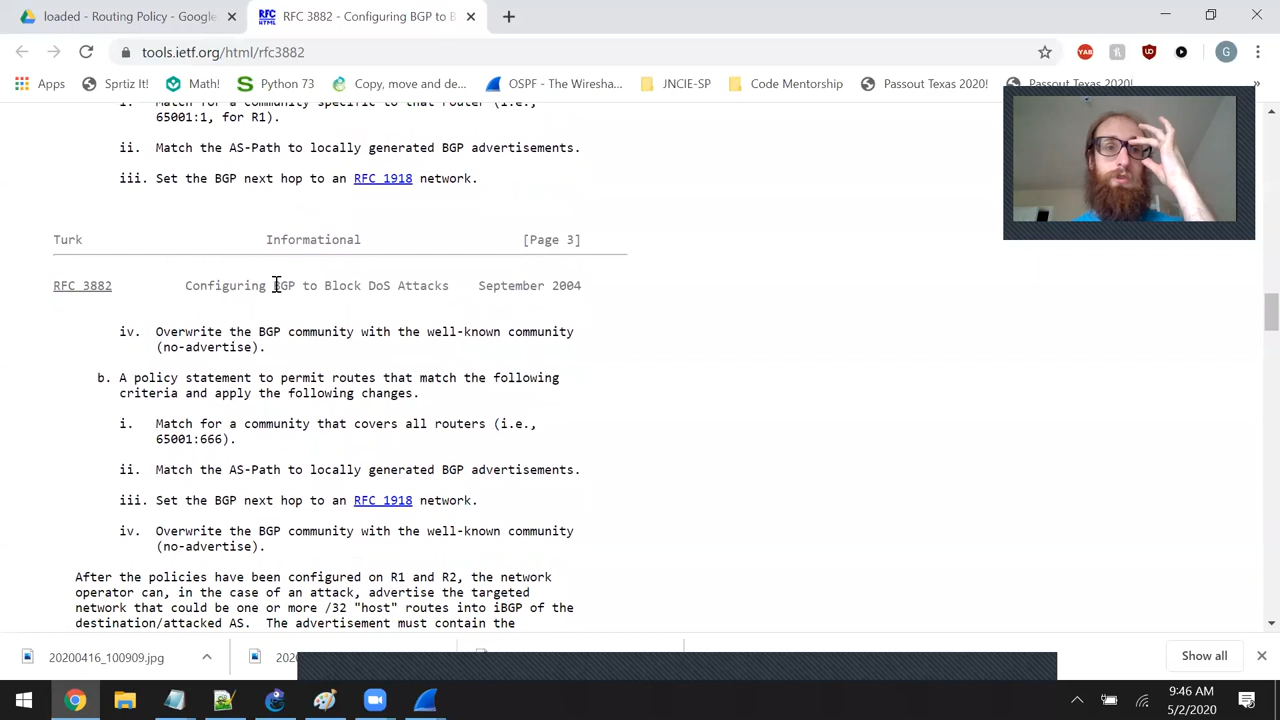 loaded - Routing Policy - Google
RFC 3882 - Configuring BGP to B
tools.ietf.org/html/rfc3882
G
Apps
Sprtiz It!
Math!
Python 73
Copy, move and de...
OSPF - The Wiresha...
JNCIE-SP
Code Mentorship
Passout Texas 2020!
Passout Texas 2020!
i. Match for a community specific to that router (i.e.,
65001:1, for R1).
ii. Match the AS-Path to locally generated BGP advertisements.
iii. Set the BGP next hop to an RFC 1918 network.
Turk Informational [Page 3]
RFC 3882 Configuring BGP to Block DoS Attacks September 2004
iv. Overwrite the BGP community with the well-known community
(no-advertise).
b. A policy statement to permit routes that match the following
criteria and apply the following changes.
i. Match for a community that covers all routers (i.e.,
65001:666).
ii. Match the AS-Path to locally generated BGP advertisements.
iii. Set the BGP next hop to an RFC 1918 network.
iv. Overwrite the BGP community with the well-known community
(no-advertise).
After the policies have been configured on R1 and R2, the network
operator can, in the case of an attack, advertise the targeted
network that could be one or more /32 "host" routes into iBGP of the
destination/attacked AS. The advertisement must contain the
20200416_100909.jpg
Show all
9:46 AM
5/2/2020